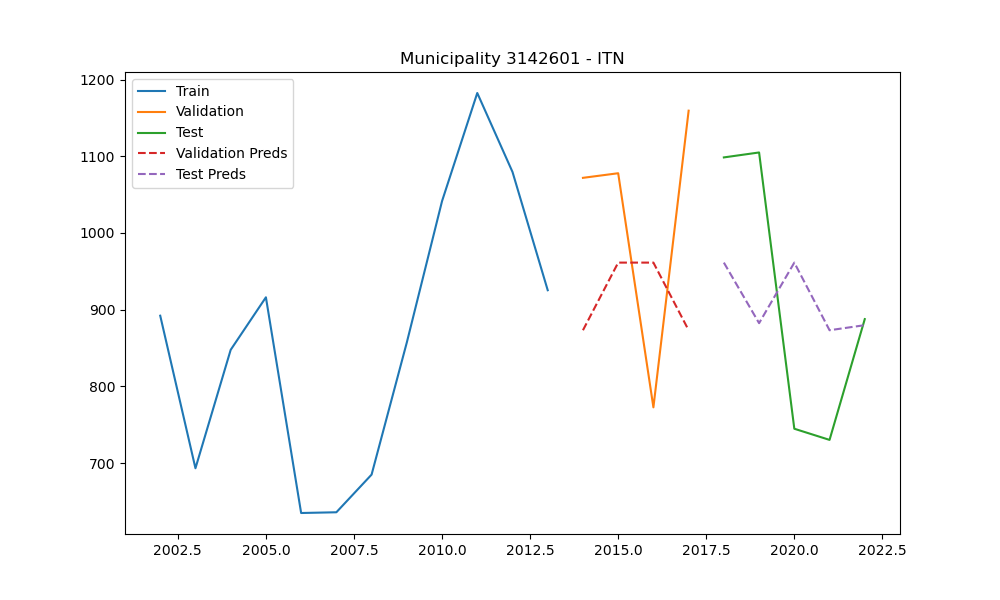 Municipality 3142601 - ITN
1200
1100
1000
900
800
700
Train
Validation
Test
Validation Preds
Test Preds
2002.5 2005.0 2007.5 2010.0 2012.5 2015.0 2017.5 2020.0 2022.5